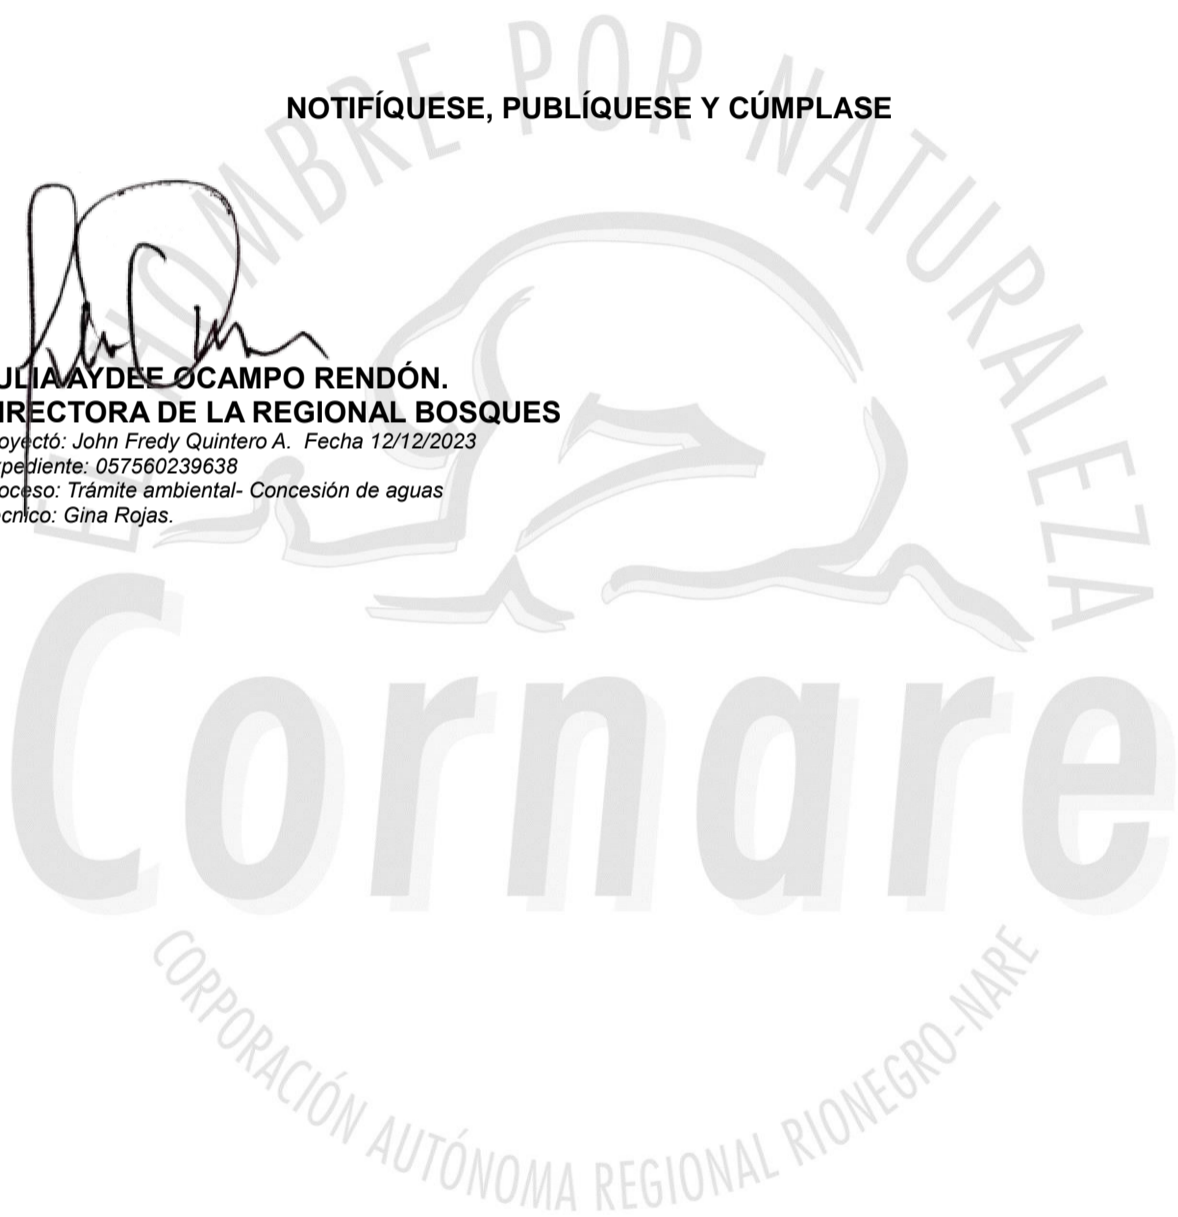 NOTIFÍQUESE, PUBLÍQUESE Y CÚMPLASE
ULIA AYDEE OCAMPO RENDÓN.
IRECTORA DE LA REGIONAL BOSQUES
oyectó: John Fredy Quintero A. Fecha 12/12/2023
pediente: 057560239638
oceso: Trámite ambiental- Concesión de aguas
cnico: Gina Rojas.
EL HOMBRE POR NATURALEZA
Cornare
CORPORACIÓN AUTÓNOMA REGIONAL RIONEGRO-NARE